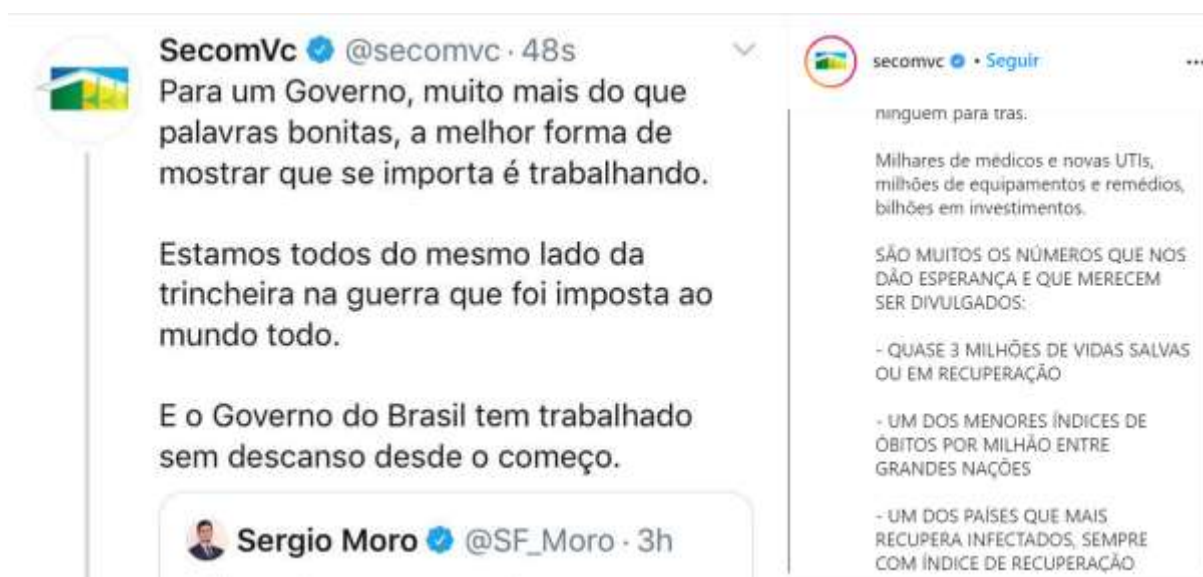 SecomVc @secomvc · 48s
Para um Governo, muito mais do que
palavras bonitas, a melhor forma de
mostrar que se importa é trabalhando.
Estamos todos do mesmo lado da
trincheira na guerra que foi imposta ao
mundo todo.
E o Governo do Brasil tem trabalhado
sem descanso desde o começo.
Sergio Moro @SF_Moro · 3h
secomvc • Seguir
ninguém para trás.
Milhares de médicos e novas UTIs,
milhões de equipamentos e remédios,
bilhões em investimentos.
SÃO MUITOS OS NÚMEROS QUE NOS
DÃO ESPERANÇA E QUE MERECEM
SER DIVULGADOS:
- QUASE 3 MILHÕES DE VIDAS SALVAS
OU EM RECUPERAÇÃO
- UM DOS MENORES ÍNDICES DE
ÓBITOS POR MILHÃO ENTRE
GRANDES NAÇÕES
- UM DOS PAÍSES QUE MAIS
RECUPERA INFECTADOS, SEMPRE
COM ÍNDICE DE RECUPERAÇÃO